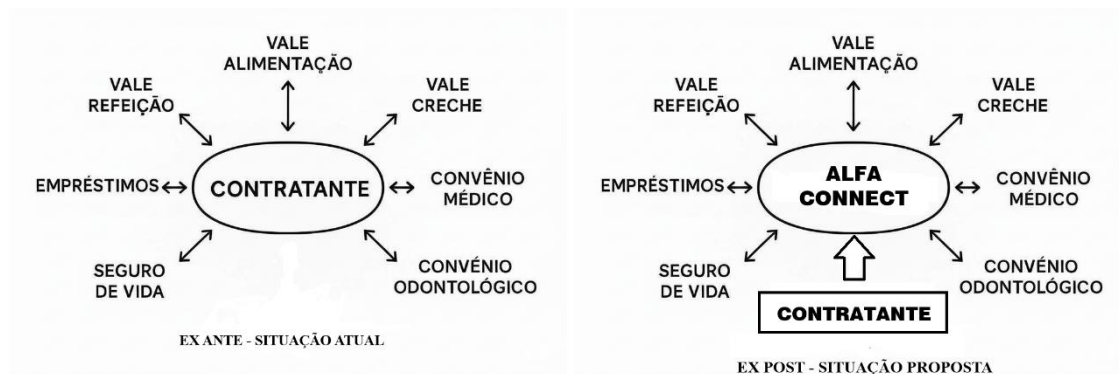 VALE
ALIMENTAÇÃO
VALE
REFEIÇÃO
VALE
CRECHE
EMPRÉSTIMOS
CONTRATANTE
CONVÊNIO
MÉDICO
SEGURO
DE VIDA
CONVÉNIO
ODONTOLÓGICO
EX ANTE - SITUAÇÃO ATUAL
VALE
ALIMENTAÇÃO
VALE
REFEIÇÃO
VALE
CRECHE
EMPRÉSTIMOS
ALFA
CONNECT
CONVÊNIO
MÉDICO
SEGURO
DE VIDA
CONVÉNIO
ODONTOLÓGICO
CONTRATANTE
EX POST - SITUAÇÃO PROPOSTA